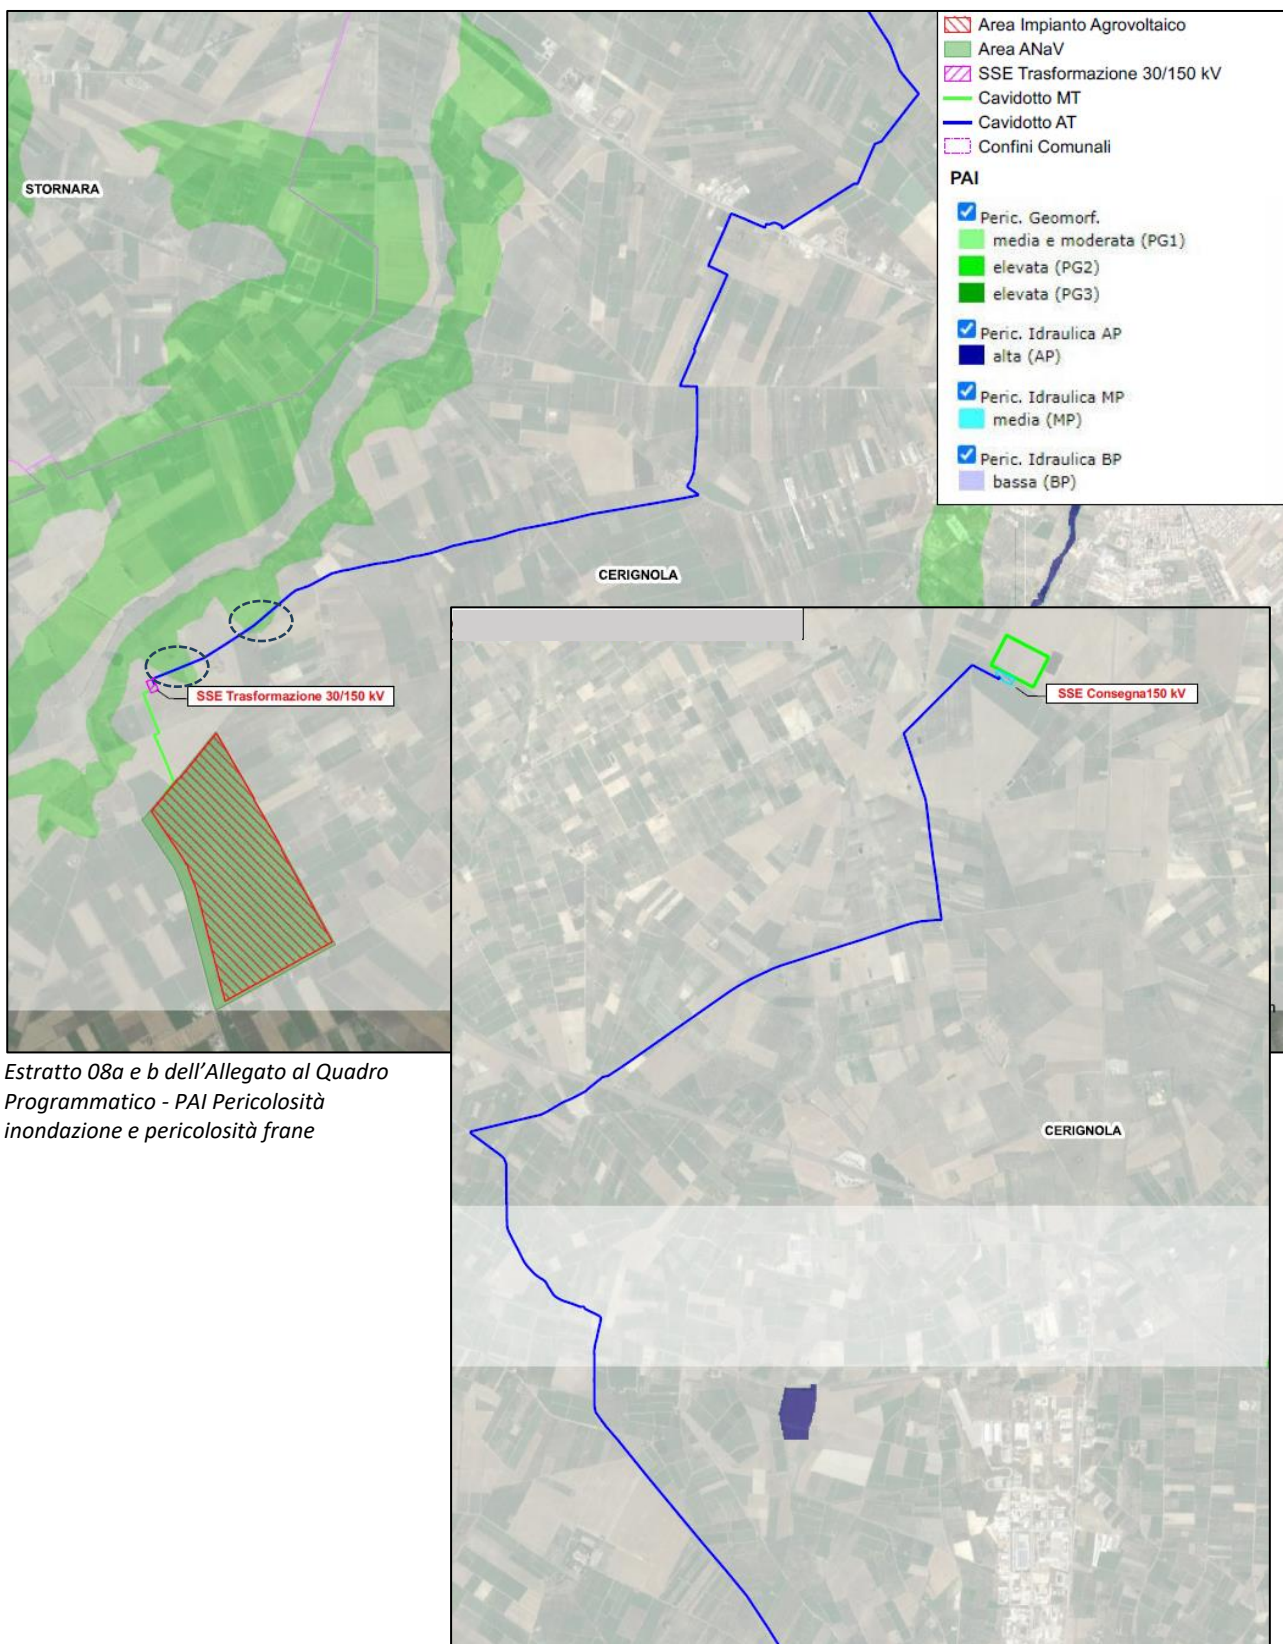 Area Impianto Agrovoltaico
Area ANaV
SSE Trasformazione 30/150 kV
Cavidotto MT
Cavidotto AT
Confini Comunali
PAI
Peric. Geomorf.
media e moderata (PG1)
elevata (PG2)
elevata (PG3)
Peric. Idraulica AP
alta (AP)
Peric. Idraulica MP
media (MP)
Peric. Idraulica BP
bassa (BP)
STORNARA
CERIGNOLA
SSE Trasformazione 30/150 kV
SSE Consegna150 kV
CERIGNOLA
Estratto 08a e b dell’Allegato al Quadro
Programmatico - PAI Pericolosità
inondazione e pericolosità frane